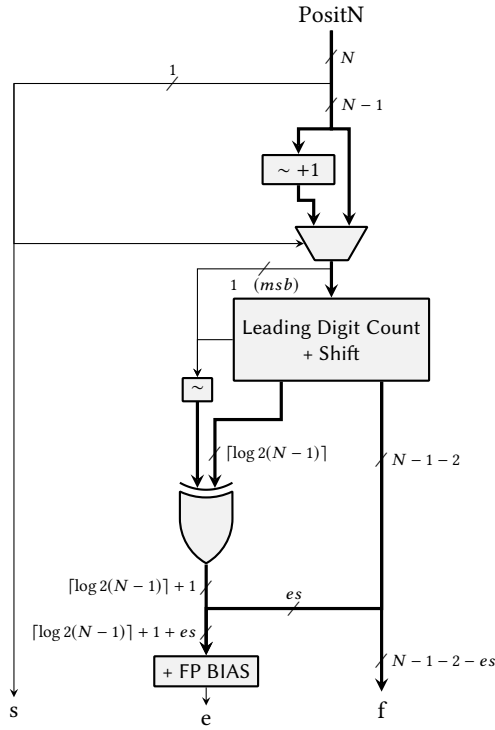 PositN
N
1
N − 1
∼ +1
1 (msb)
Leading Digit Count
+ Shift
∼
⌈log 2(N − 1)⌉
N − 1 − 2
⌈log 2(N − 1)⌉ + 1
es
⌈log 2(N − 1)⌉ + 1 + es
+ FP BIAS
N − 1 − 2 − es
s
e
f